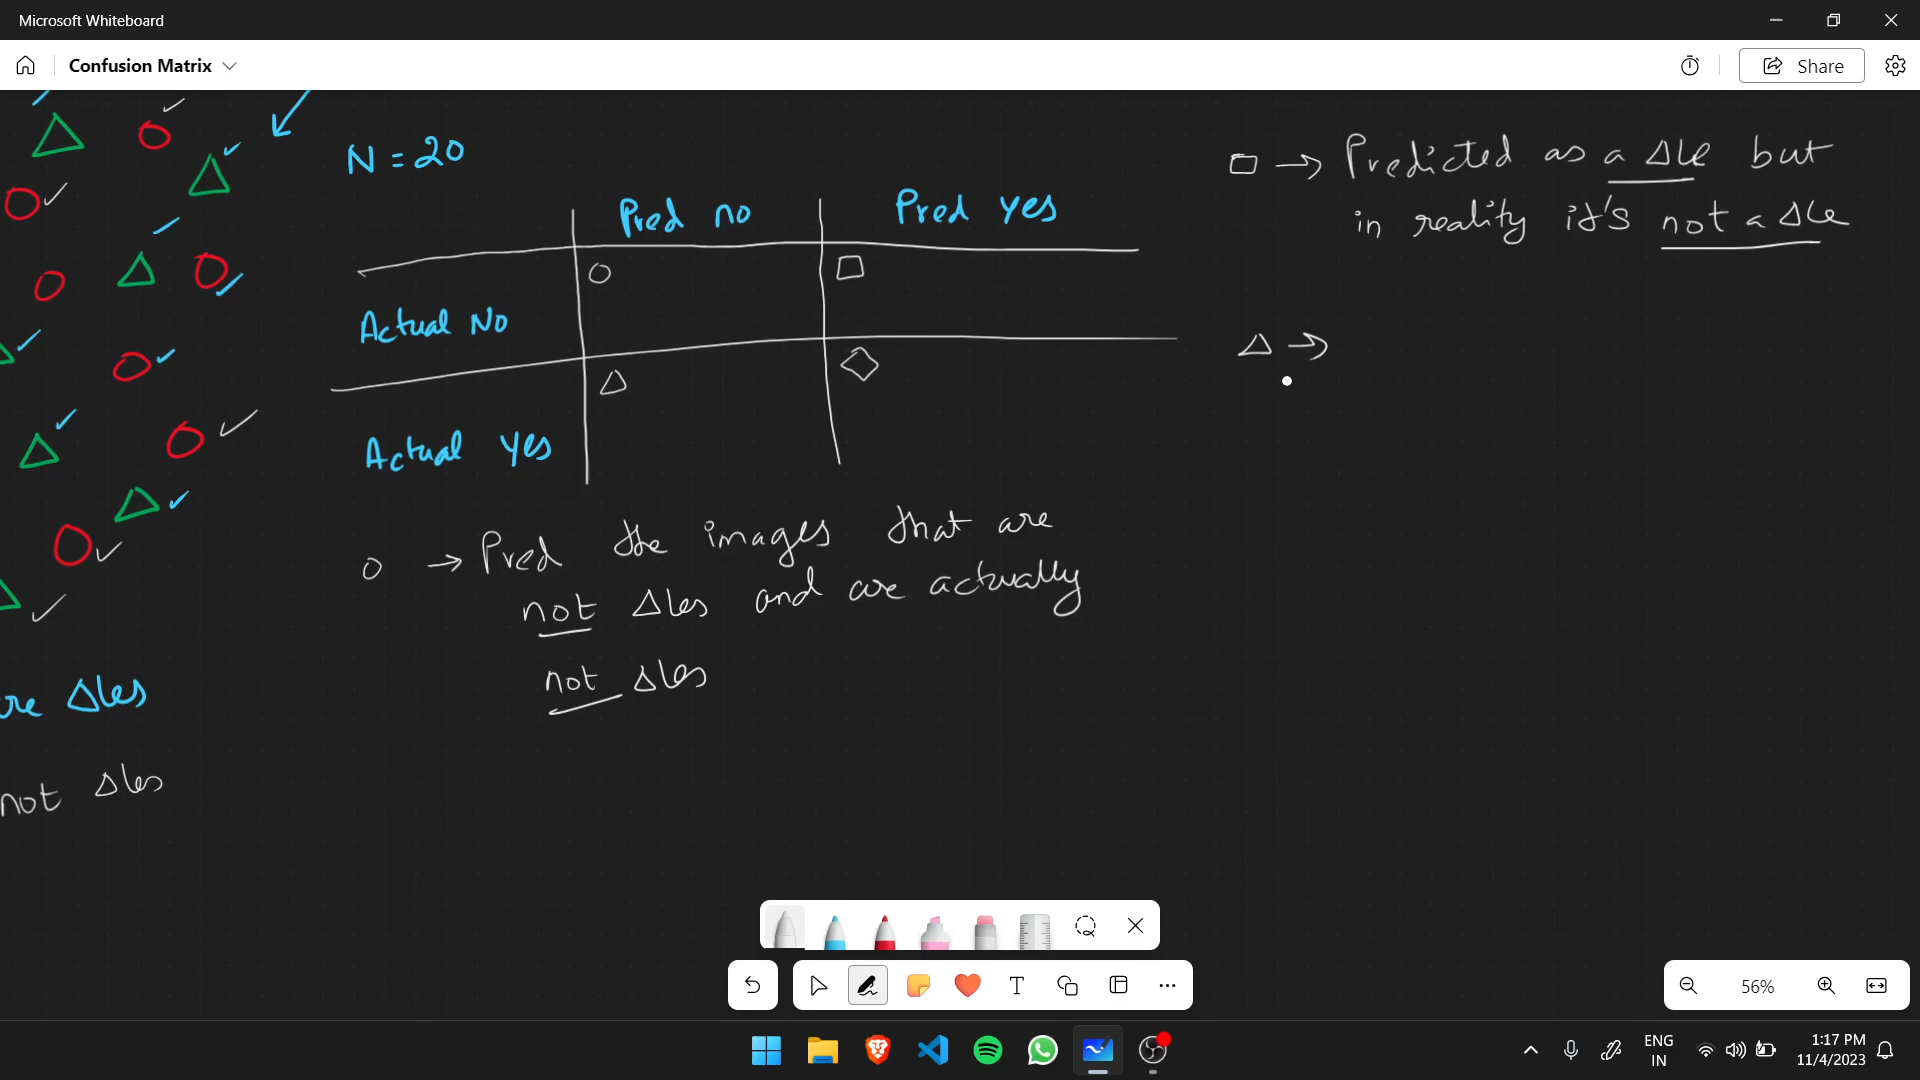 Microsoft Whiteboard
Confusion Matrix
Share
N = 20
Pred no
Pred yes
Actual No
Actual yes
○ → Pred the images that are
not Δles and are actually
not Δles
□ → Predicted as a Δle but
in reality it's not a Δle
Δ →
re Δles
not Δles
56%
ENG
IN
1:17 PM
11/4/2023